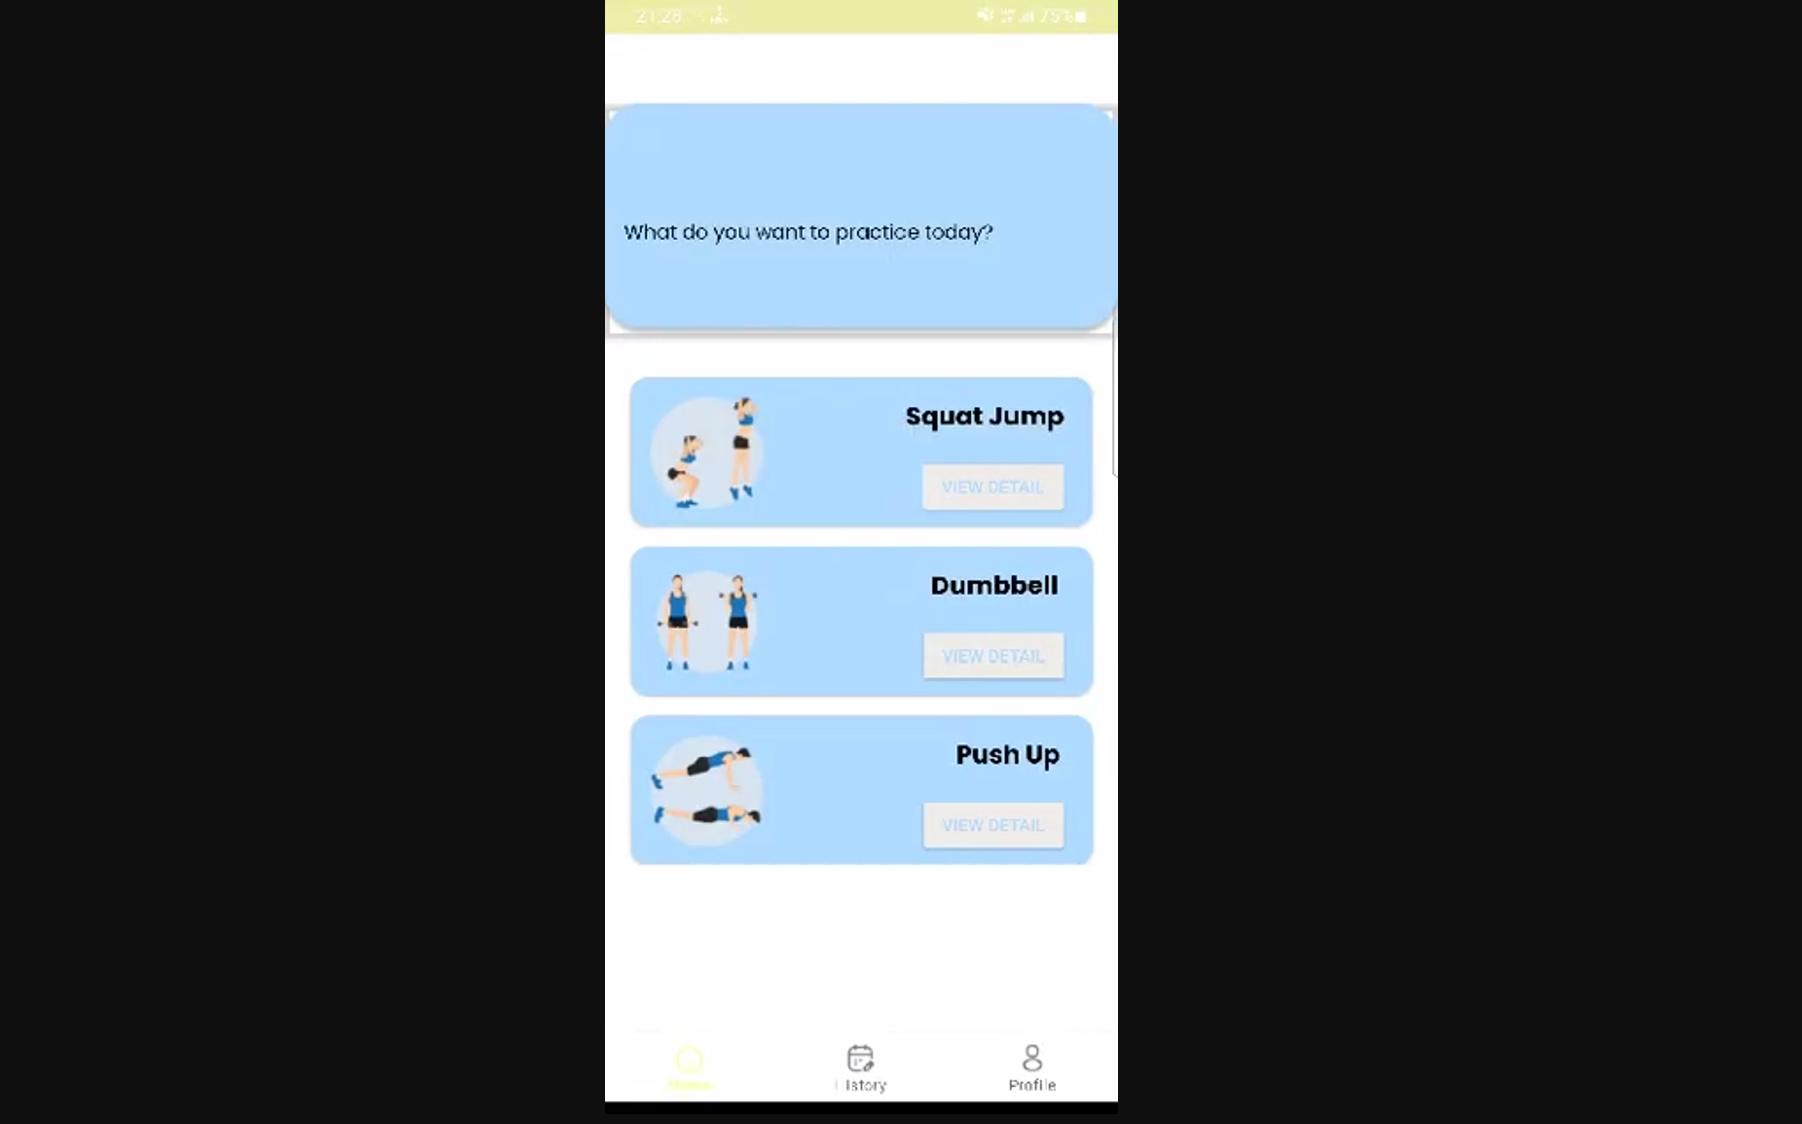 21:28
75%
What do you want to practice today?
Squat Jump
VIEW DETAIL
Dumbbell
VIEW DETAIL
Push Up
VIEW DETAIL
History
Profile